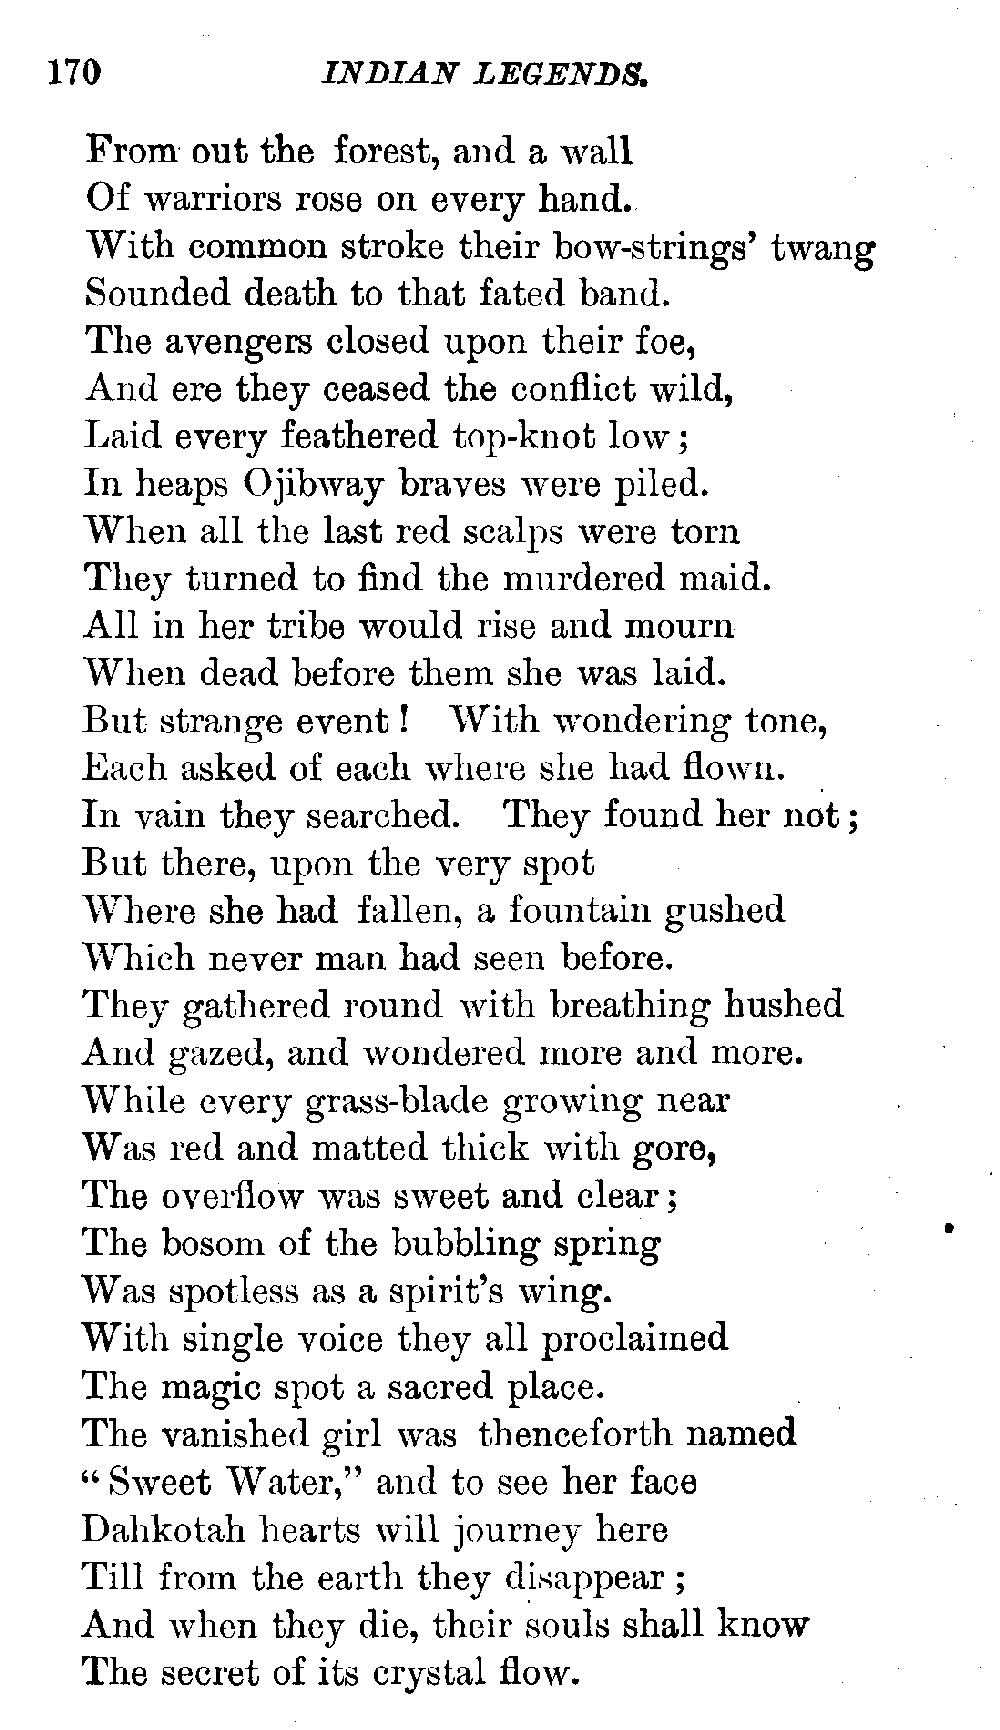 170 INDIAN LEGENDS.
From out the forest, and a wall
Of warriors rose on every hand.
With common stroke their bow-strings' twang
Sounded death to that fated band.
The avengers closed upon their foe,
And ere they ceased the conflict wild,
Laid every feathered top-knot low;
In heaps Ojibway braves were piled.
When all the last red scalps were torn
They turned to find the murdered maid.
All in her tribe would rise and mourn
When dead before them she was laid.
But strange event! With wondering tone,
Each asked of each where she had flown.
In vain they searched. They found her not;
But there, upon the very spot
Where she had fallen, a fountain gushed
Which never man had seen before.
They gathered round with breathing hushed
And gazed, and wondered more and more.
While every grass-blade growing near
Was red and matted thick with gore,
The overflow was sweet and clear;
The bosom of the bubbling spring
Was spotless as a spirit's wing.
With single voice they all proclaimed
The magic spot a sacred place.
The vanished girl was thenceforth named
"Sweet Water," and to see her face
Dahkotah hearts will journey here
Till from the earth they disappear;
And when they die, their souls shall know
The secret of its crystal flow.